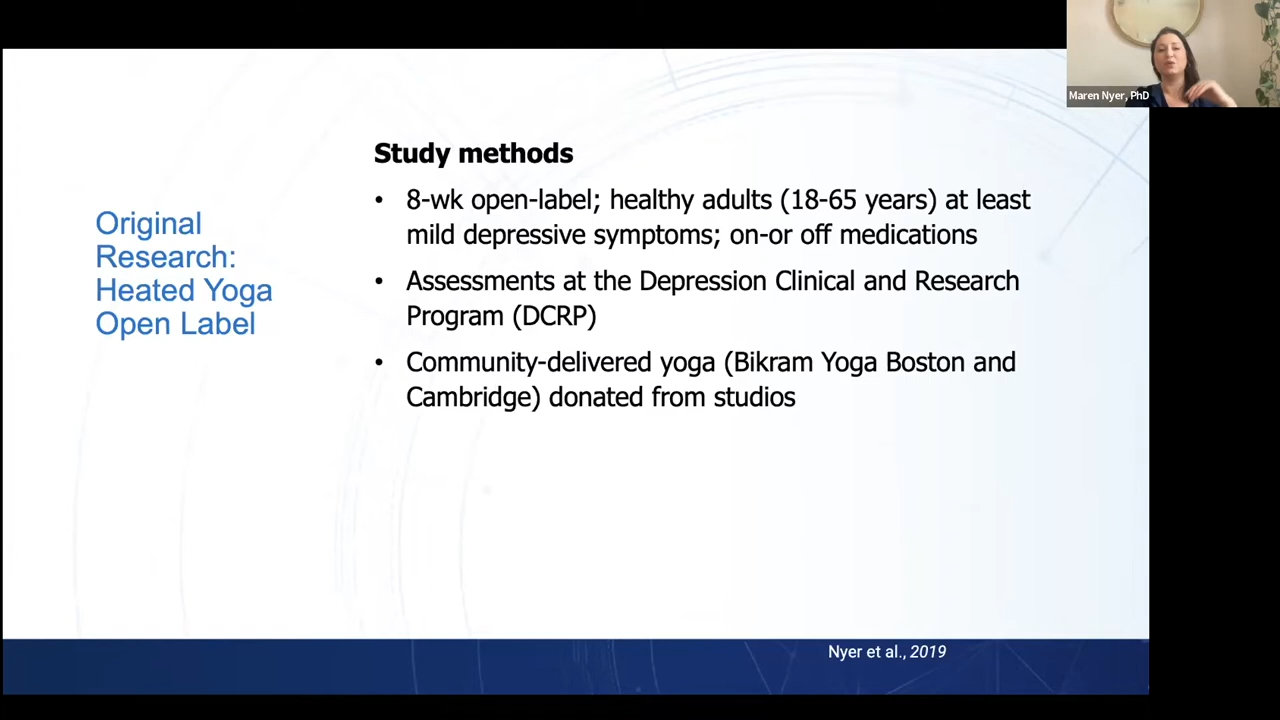 Maren Nyer, PhD
Original
Research:
Heated Yoga
Open Label
Study methods
• 8-wk open-label; healthy adults (18-65 years) at least
mild depressive symptoms; on-or off medications
• Assessments at the Depression Clinical and Research
Program (DCRP)
• Community-delivered yoga (Bikram Yoga Boston and
Cambridge) donated from studios
Nyer et al., 2019